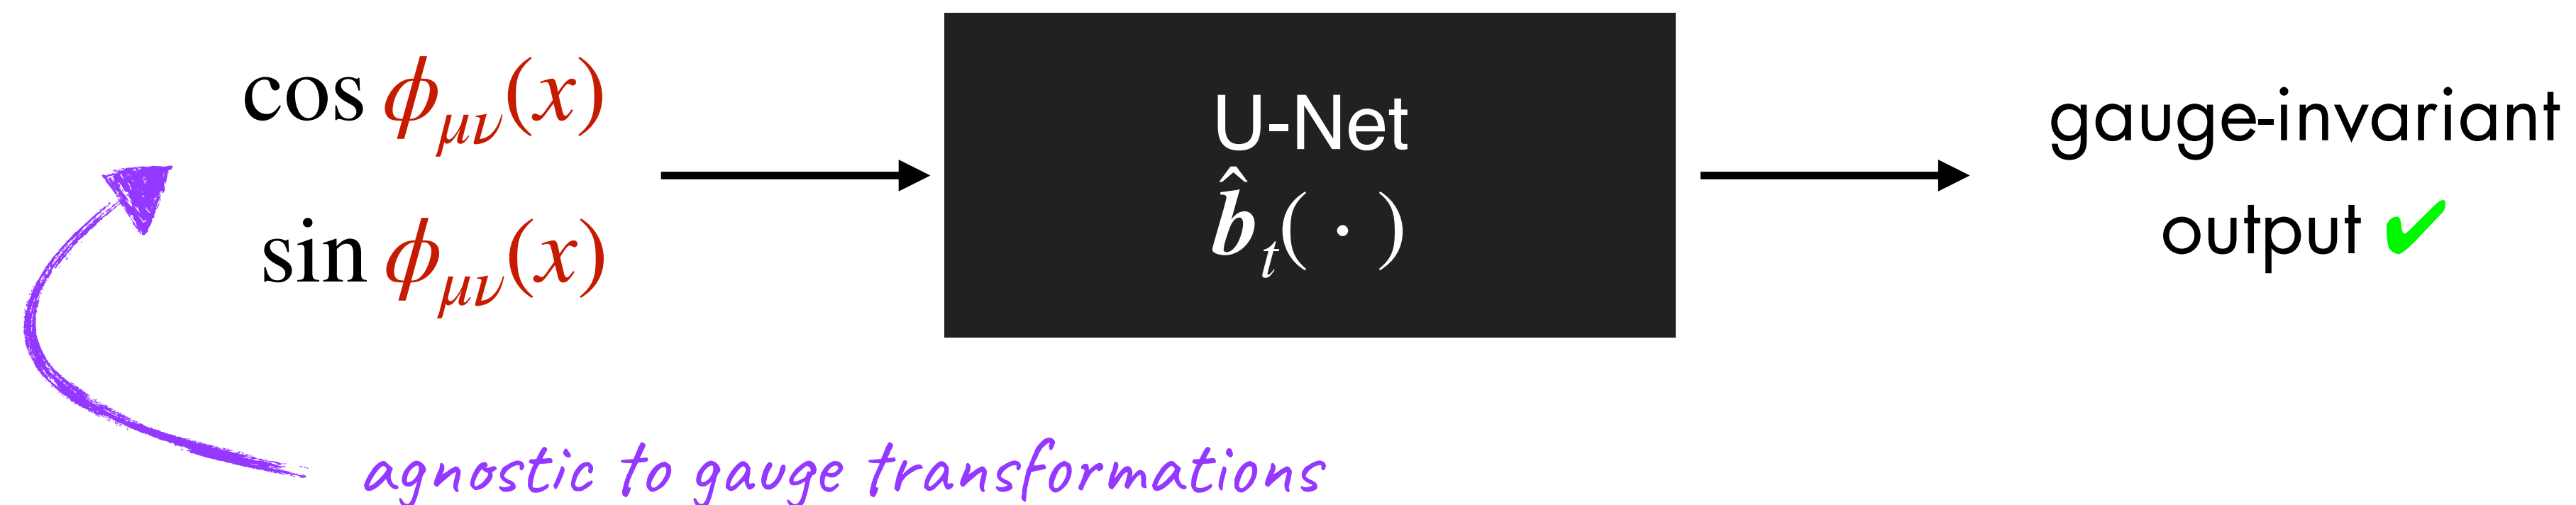 cos ϕ_μν(x)
sin ϕ_μν(x)
U-Net
b̂_t( · )
gauge-invariant
output ✔
agnostic to gauge transformations